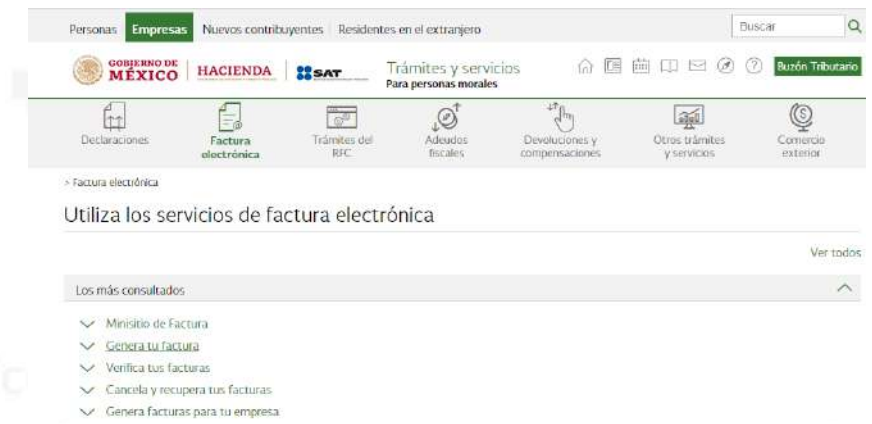 Personas Empresas Nuevos contribuyentes Residentes en el extranjero Buscar
GOBIERNO DE MÉXICO HACIENDA SAT Trámites y servicios Buzón Tributario
Para personas morales
Declaraciones Factura electrónica Trámites del RFC Adeudos fiscales Devoluciones y compensaciones Otros trámites y servicios Comercio exterior
> Factura electrónica
Utiliza los servicios de factura electrónica
Ver todos
Los más consultados
Minisitio de Factura
Genera tu factura
Verifica tus facturas
Cancela y recupera tus facturas
Genera facturas para tu empresa